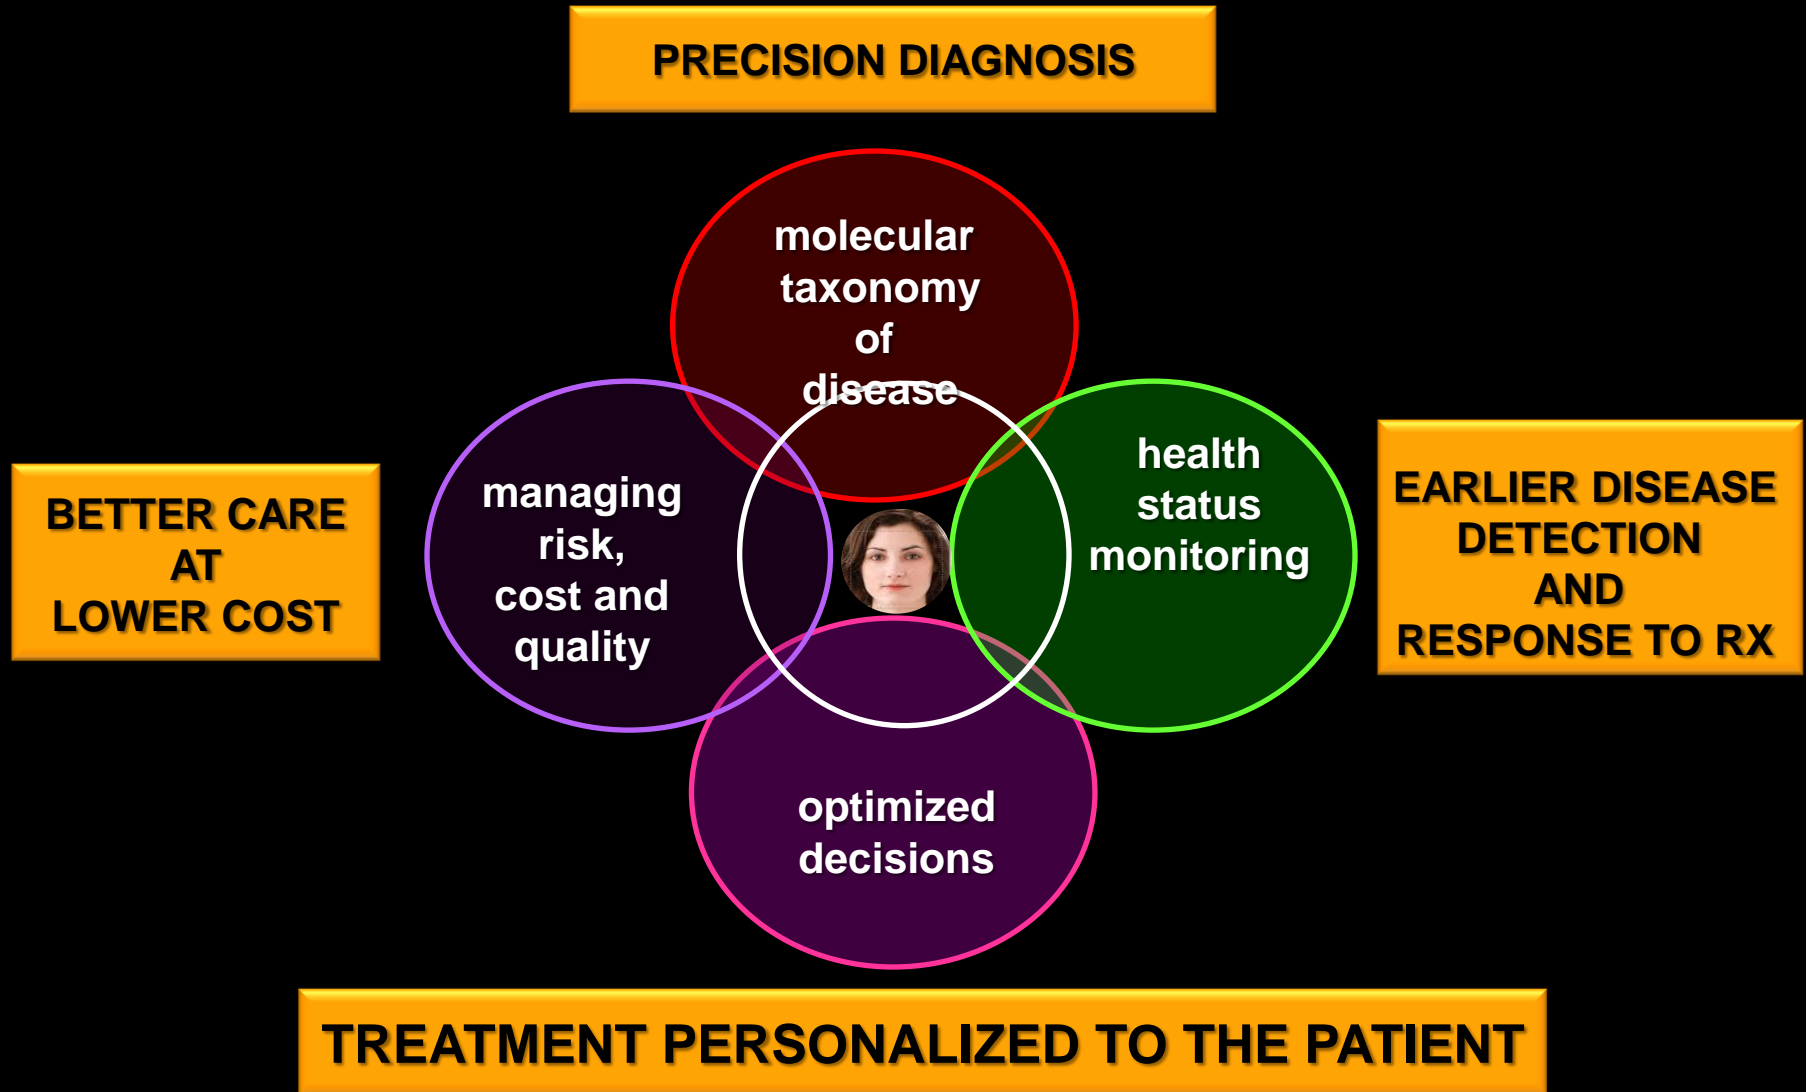 PRECISION DIAGNOSIS
molecular
taxonomy
of
disease
managing
risk,
cost and
quality
health
status
monitoring
BETTER CARE
AT
LOWER COST
EARLIER DISEASE
DETECTION
AND
RESPONSE TO RX
optimized
decisions
TREATMENT PERSONALIZED TO THE PATIENT